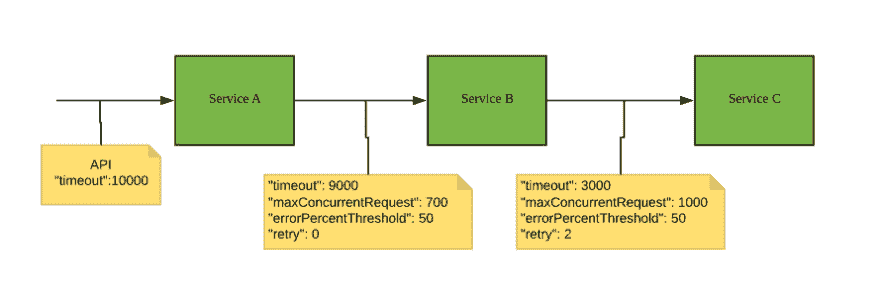 Service A
Service B
Service C
API
"timeout":10000
"timeout": 9000
"maxConcurrentRequest": 700
"errorPercentThreshold": 50
"retry": 0
"timeout": 3000
"maxConcurrentRequest": 1000
"errorPercentThreshold": 50
"retry": 2